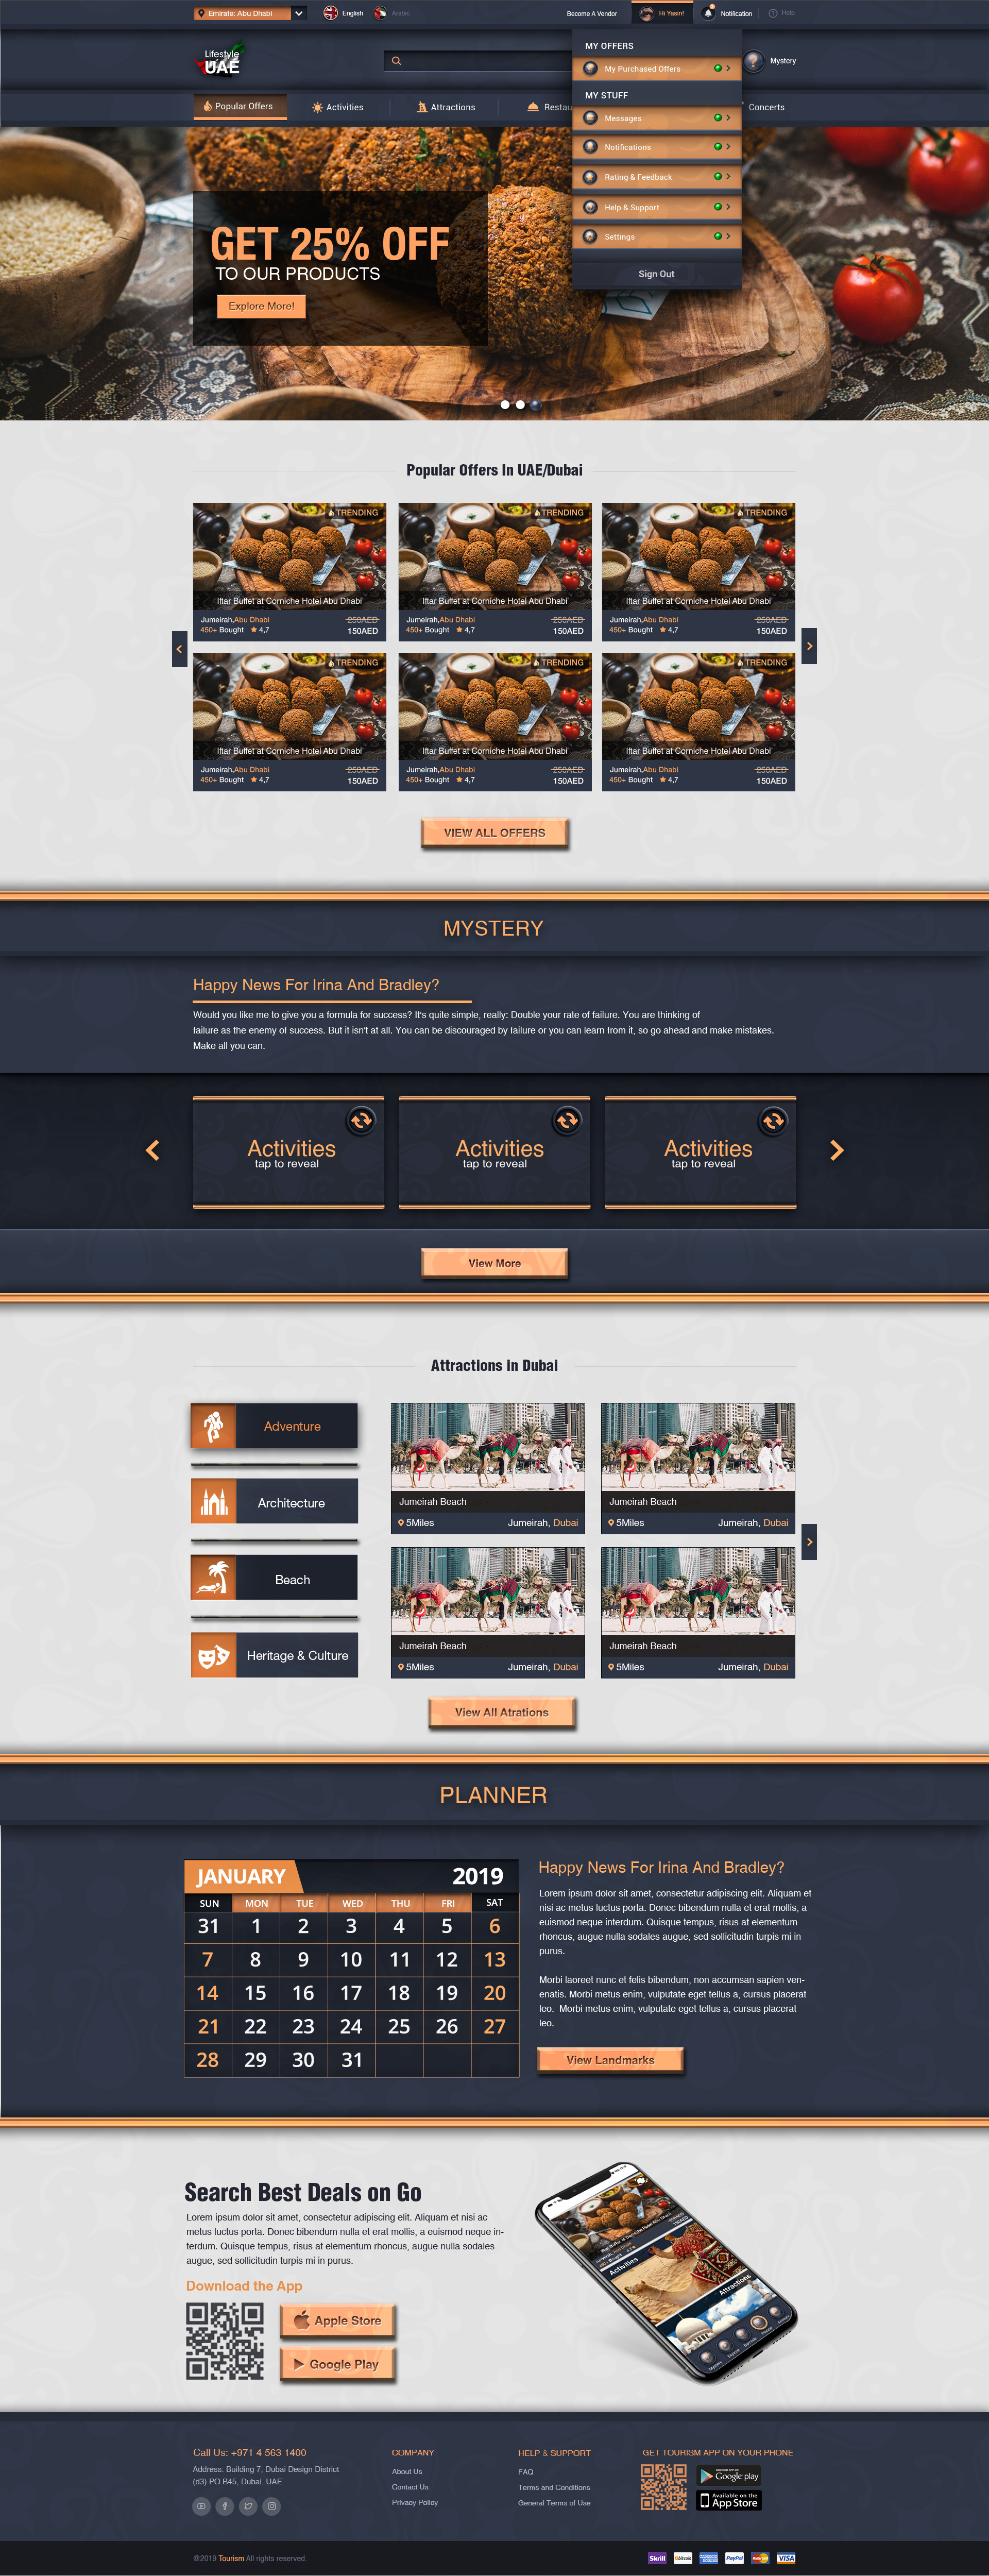 Emirate: Abu Dhabi
English
Arabic
Become A Vendor
Hi Yasin!
Notification
Help
Lifestyle
UAE
Mystery
Popular Offers
Activities
Attractions
Restau
Concerts
MY OFFERS
My Purchased Offers
MY STUFF
Messages
Notifications
Rating & Feedback
Help & Support
Settings
Sign Out
GET 25% OFF
TO OUR PRODUCTS
Explore More!
Popular Offers In UAE/Dubai
TRENDING TRENDING TRENDING
Iftar Buffet at Corniche Hotel Abu Dhabi Iftar Buffet at Corniche Hotel Abu Dhabi Iftar Buffet at Corniche Hotel Abu Dhabi
Jumeirah,Abu Dhabi 250AED Jumeirah,Abu Dhabi 250AED Jumeirah,Abu Dhabi 250AED
450+ Bought 4,7 150AED 450+ Bought 4,7 150AED 450+ Bought 4,7 150AED
TRENDING TRENDING TRENDING
Iftar Buffet at Corniche Hotel Abu Dhabi Iftar Buffet at Corniche Hotel Abu Dhabi Iftar Buffet at Corniche Hotel Abu Dhabi
Jumeirah,Abu Dhabi 250AED Jumeirah,Abu Dhabi 250AED Jumeirah,Abu Dhabi 250AED
450+ Bought 4,7 150AED 450+ Bought 4,7 150AED 450+ Bought 4,7 150AED
VIEW ALL OFFERS
MYSTERY
Happy News For Irina And Bradley?
Would you like me to give you a formula for success? It's quite simple, really: Double your rate of failure. You are thinking of
failure as the enemy of success. But it isn't at all. You can be discouraged by failure or you can learn from it, so go ahead and make mistakes.
Make all you can.
Activities Activities Activities
tap to reveal tap to reveal tap to reveal
View More
Attractions in Dubai
Adventure
Architecture
Beach
Heritage & Culture
Jumeirah Beach Jumeirah Beach
5Miles Jumeirah, Dubai 5Miles Jumeirah, Dubai
Jumeirah Beach Jumeirah Beach
5Miles Jumeirah, Dubai 5Miles Jumeirah, Dubai
View All Atrations
PLANNER
JANUARY 2019
SUN MON TUE WED THU FRI SAT
31 1 2 3 4 5 6
7 8 9 10 11 12 13
14 15 16 17 18 19 20
21 22 23 24 25 26 27
28 29 30 31
Happy News For Irina And Bradley?
Lorem ipsum dolor sit amet, consectetur adipiscing elit. Aliquam et
nisi ac metus luctus porta. Donec bibendum nulla et erat mollis, a
euismod neque interdum. Quisque tempus, risus at elementum
rhoncus, augue nulla sodales augue, sed sollicitudin turpis mi in
purus.
Morbi laoreet nunc et felis bibendum, non accumsan sapien ven-
enatis. Morbi metus enim, vulputate eget tellus a, cursus placerat
leo. Morbi metus enim, vulputate eget tellus a, cursus placerat
leo.
View Landmarks
Search Best Deals on Go
Lorem ipsum dolor sit amet, consectetur adipiscing elit. Aliquam et nisi ac
metus luctus porta. Donec bibendum nulla et erat mollis, a euismod neque in-
terdum. Quisque tempus, risus at elementum rhoncus, augue nulla sodales
augue, sed sollicitudin turpis mi in purus.
Download the App
Apple Store
Google Play
Activities
Attractions
Call Us: +971 4 563 1400
Address: Building 7, Dubai Design District
(d3) PO B45, Dubai, UAE
COMPANY
About Us
Contact Us
Privacy Policy
HELP & SUPPORT
FAQ
Terms and Conditions
General Terms of Use
GET TOURISM APP ON YOUR PHONE
Google play
Available on the
App Store
@2019 Tourism All rights reserved.
Skrill
bitcoin
PayPal
VISA